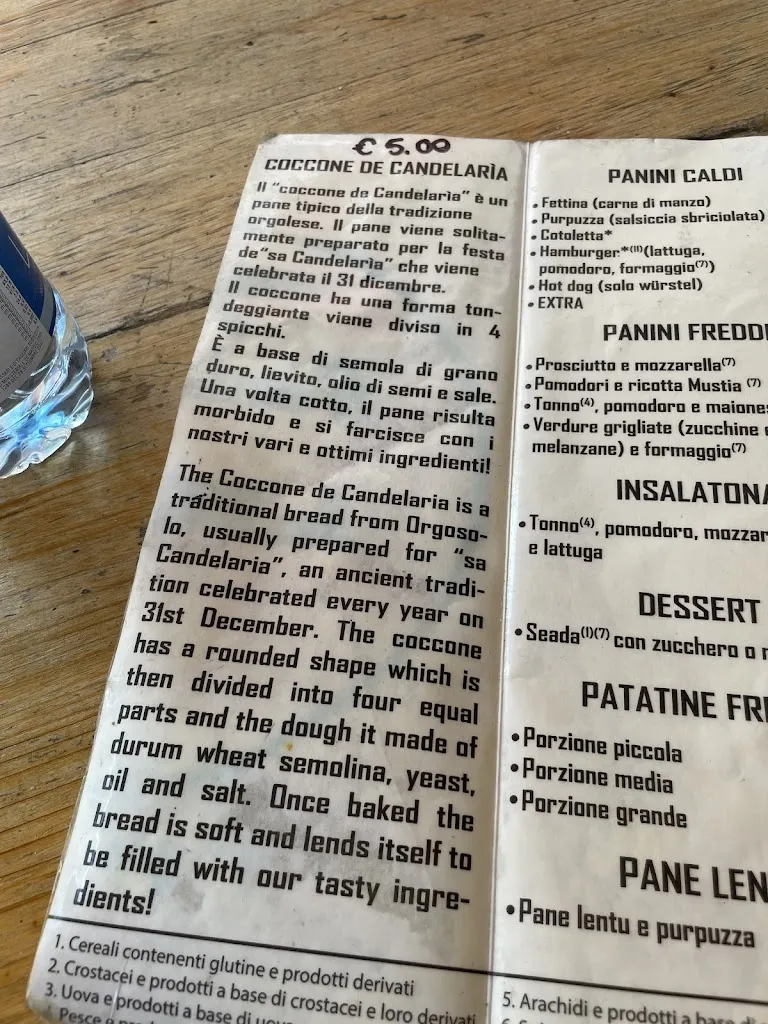 € 5.00
COCCONE DE CANDELARÌA
Il "coccone de Candelarìa" è un
pane tipico della tradizione
orgolese. Il pane viene solita-
mente preparato per la festa
de"sa Candelarìa" che viene
celebrata il 31 dicembre.
Il coccone ha una forma ton-
deggiante viene diviso in 4
spicchi.
È a base di semola di grano
duro, lievito, olio di semi e sale.
Una volta cotto, il pane risulta
morbido e si farcisce con i
nostri vari e ottimi ingredienti!
The Coccone de Candelaria is a
traditional bread from Orgoso-
lo, usually prepared for "sa
Candelaria", an ancient tradi-
tion celebrated every year on
31st December. The coccone
has a rounded shape which is
then divided into four equal
parts and the dough it made of
durum wheat semolina, yeast,
oil and salt. Once baked the
bread is soft and lends itself to
be filled with our tasty ingre-
dients!
1. Cereali contenenti glutine e prodotti derivati
2. Crostacei e prodotti a base di crostacei e loro derivati
3. Uova e prodotti a base di uova
PANINI CALDI
• Fettina (carne di manzo)
• Purpuzza (salsiccia sbriciolata)
• Cotoletta*
• Hamburger*(11)(lattuga,
pomodoro, formaggio(7))
• Hot dog (solo würstel)
• EXTRA
PANINI FREDDI
• Prosciutto e mozzarella(7)
• Pomodori e ricotta Mustia (7)
• Tonno(4), pomodoro e maiones
• Verdure grigliate (zucchine e
melanzane) e formaggio(7)
INSALATONA
• Tonno(4), pomodoro, mozzar
e lattuga
DESSERT
• Seada(1)(7) con zucchero o
PATATINE FRI
• Porzione piccola
• Porzione media
• Porzione grande
PANE LEN
• Pane lentu e purpuzza
5. Arachidi e prodotti a base